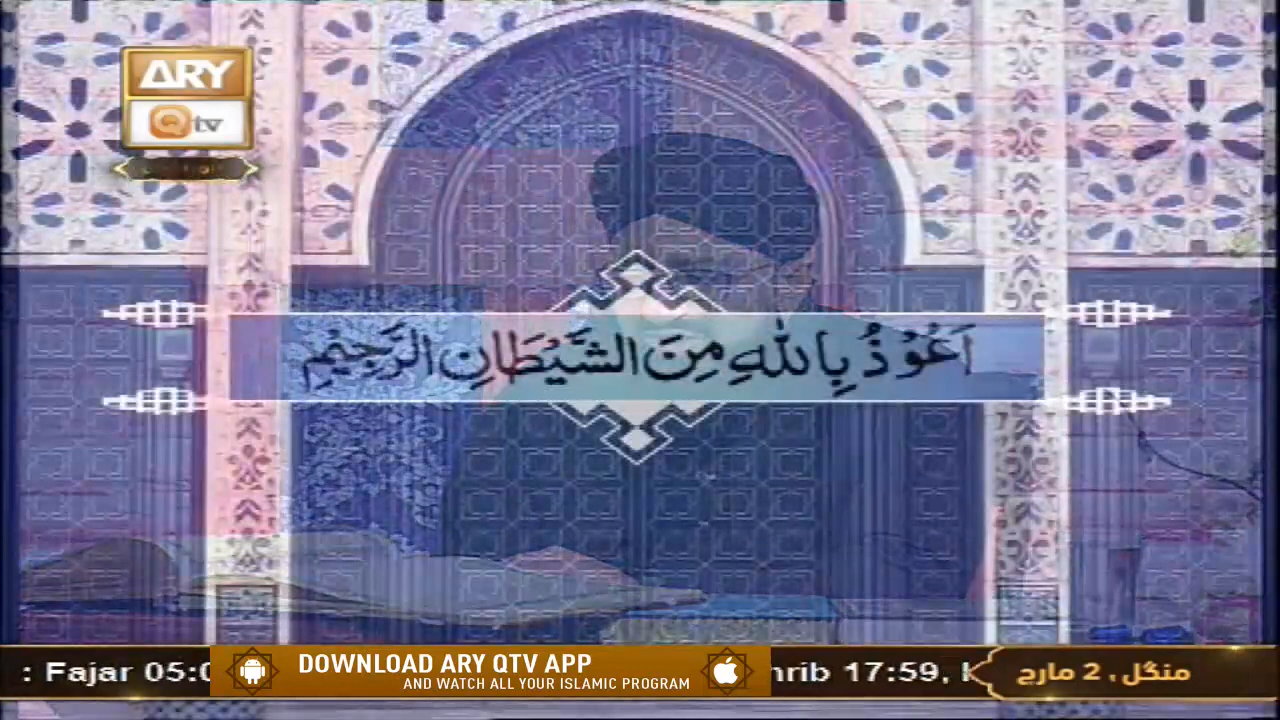 ARY
Qtv
اَعُوْذُ بِاللّٰهِ مِنَ الشَّيْطَانِ الرَّجِيْمِ
: Fajar 05:0
DOWNLOAD ARY QTV APP
AND WATCH ALL YOUR ISLAMIC PROGRAM
hrib 17:59,
منگل، 2 مارچ